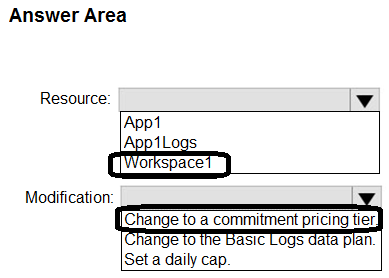 Answer Area
Resource:
App1
App1Logs
Workspace1
Modification:
Change to a commitment pricing tier.
Change to the Basic Logs data plan.
Set a daily cap.